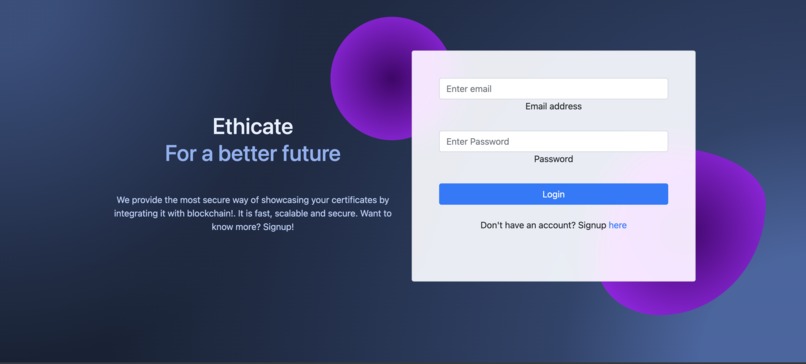 Ethicate
For a better future
We provide the most secure way of showcasing your certificates by
integrating it with blockchain!. It is fast, scalable and secure. Want to
know more? Signup!
Enter email
Email address
Enter Password
Password
Login
Don't have an account? Signup here